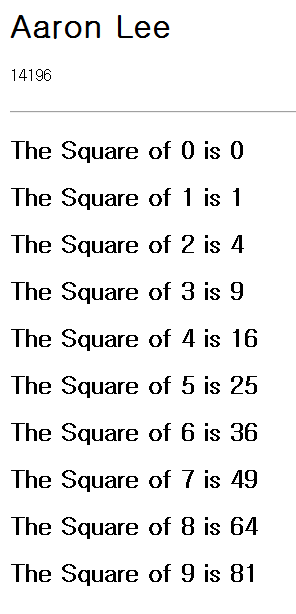 Aaron Lee
14196
The Square of 0 is 0
The Square of 1 is 1
The Square of 2 is 4
The Square of 3 is 9
The Square of 4 is 16
The Square of 5 is 25
The Square of 6 is 36
The Square of 7 is 49
The Square of 8 is 64
The Square of 9 is 81